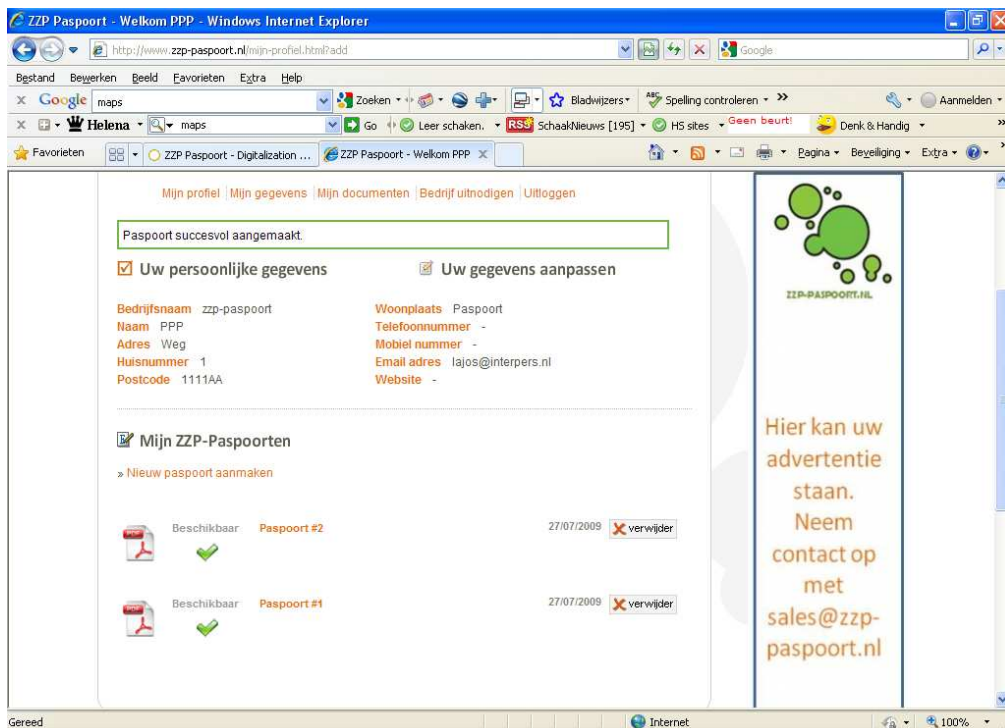 ZZP Paspoort - Welkom PPP - Windows Internet Explorer
http://www.zzp-paspoort.nl/mijn-profiel.html?add
Google
Bestand Bewerken Beeld Favorieten Extra Help
x Google maps Zoeken Bladwijzers Spelling controleren » Aanmelden
x Helena maps Go Leer schaken. RSS SchaakNieuws [195] HS sites Geen beurt! Denk & Handig »
Favorieten ZZP Paspoort - Digitalization ... ZZP Paspoort - Welkom PPP x Pagina Beveiliging Extra
Mijn profiel | Mijn gegevens | Mijn documenten | Bedrijf uitnodigen | Uitloggen
Paspoort succesvol aangemaakt.
Uw persoonlijke gegevens
Uw gegevens aanpassen
Bedrijfsnaam zzp-paspoort
Naam PPP
Adres Weg
Huisnummer 1
Postcode 1111AA
Woonplaats Paspoort
Telefoonnummer -
Mobiel nummer -
Email adres lajos@interpers.nl
Website -
Mijn ZZP-Paspoorten
» Nieuw paspoort aanmaken
Beschikbaar Paspoort #2 27/07/2009 verwijder
Beschikbaar Paspoort #1 27/07/2009 verwijder
ZZP-PASPOORT.NL
Hier kan uw
advertentie
staan.
Neem
contact op
met
sales@zzp-
paspoort.nl
Gereed Internet 100%